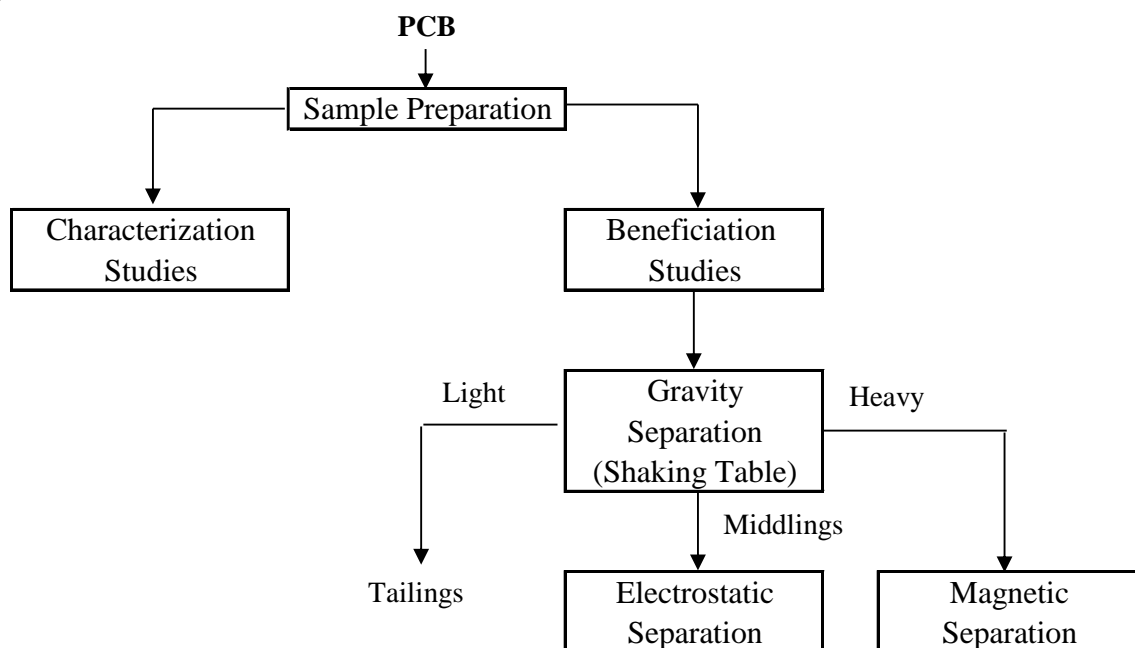 PCB
Sample Preparation
Characterization
Studies
Beneficiation
Studies
Light
Gravity
Separation
(Shaking Table)
Heavy
Middlings
Tailings
Electrostatic
Separation
Magnetic
Separation